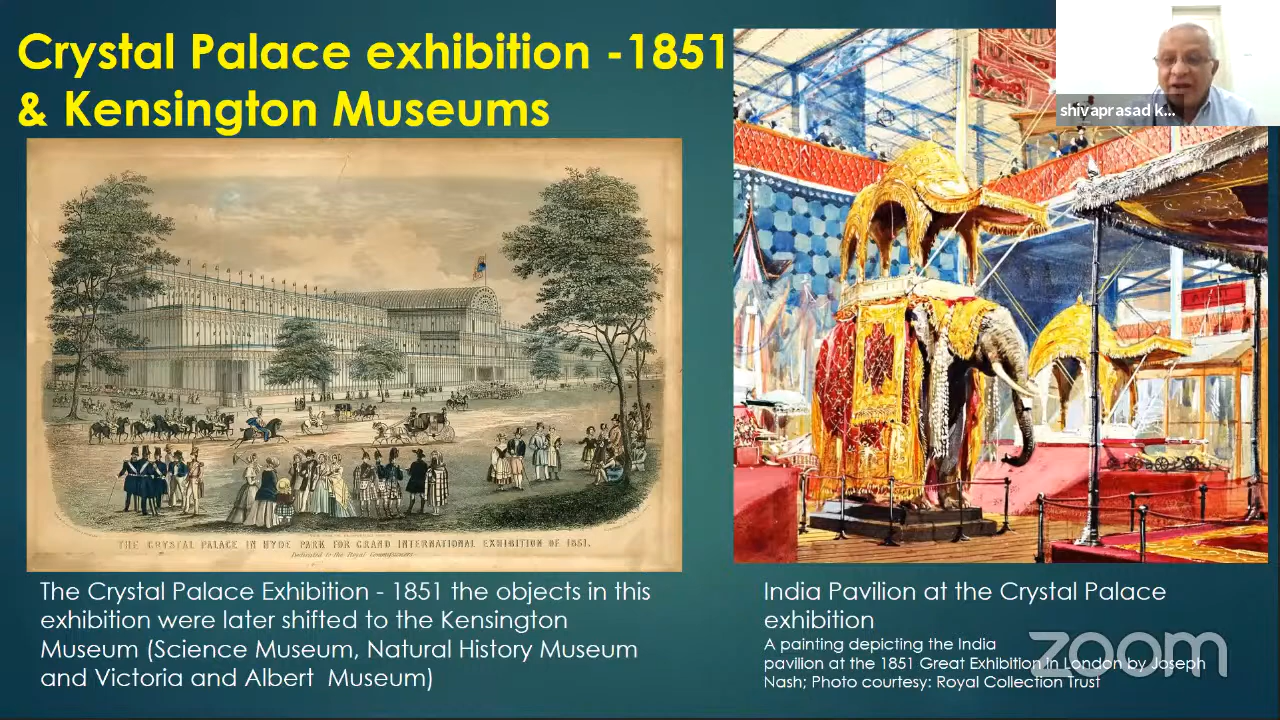 Crystal Palace exhibition -1851
& Kensington Museums
shivaprasad k...
THE CRYSTAL PALACE IN HYDE PARK FOR GRAND INTERNATIONAL EXHIBITION OF 1851.
Dedicated to the Royal Commissioners
The Crystal Palace Exhibition - 1851 the objects in this
exhibition were later shifted to the Kensington
Museum (Science Museum, Natural History Museum
and Victoria and Albert Museum)
India Pavilion at the Crystal Palace
exhibition
A painting depicting the India
pavilion at the 1851 Great Exhibition in London by Joseph
Nash; Photo courtesy: Royal Collection Trust
zoom